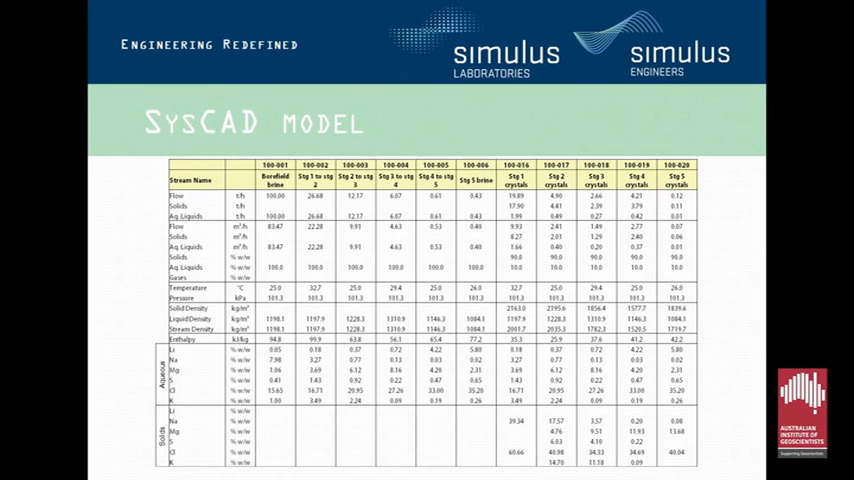 ENGINEERING REDEFINED
simulus
LABORATORIES
simulus
ENGINEERS
SYSCAD MODEL
100-001 100-002 100-003 100-004 100-005 100-006 100-016 100-017 100-018 100-019 100-020
Stream Name Borefield brine Stg 1 to stg 2 Stg 2 to stg 3 Stg 3 to stg 4 Stg 4 to stg 5 Stg 5 brine Stg 1 crystals Stg 2 crystals Stg 3 crystals Stg 4 crystals Stg 5 crystals
Flow t/h 100.00 26.68 12.17 6.07 0.61 0.43 19.89 4.90 2.66 4.21 0.12
Solids t/h 17.90 4.41 2.39 3.79 0.11
Aq. Liquids t/h 100.00 26.68 12.17 6.07 0.61 0.43 1.99 0.49 0.27 0.42 0.01
Flow m³/h 83.47 22.28 9.91 4.63 0.53 0.40 9.93 2.41 1.49 2.77 0.07
Solids m³/h 8.27 2.01 1.29 2.40 0.06
Aq. Liquids m³/h 83.47 22.28 9.91 4.63 0.53 0.40 1.66 0.40 0.20 0.37 0.01
Solids % w/w 90.0 90.0 90.0 90.0 90.0
Aq. Liquids % w/w 100.0 100.0 100.0 100.0 100.0 100.0 10.0 10.0 10.0 10.0 10.0
Gases % w/w
Temperature °C 25.0 32.7 25.0 29.4 25.0 26.0 32.7 25.0 29.4 25.0 26.0
Pressure kPa 101.3 101.3 101.3 101.3 101.3 101.3 101.3 101.3 101.3 101.3 101.3
Solid Density kg/m³ 2163.0 2195.6 1856.4 1577.7 1839.6
Liquid Density kg/m³ 1198.1 1197.9 1228.3 1310.9 1146.3 1084.1 1197.9 1228.3 1310.9 1146.3 1084.1
Stream Density kg/m³ 1198.1 1197.9 1228.3 1310.9 1146.3 1084.1 2001.7 2035.3 1782.3 1520.5 1719.7
Enthalpy kJ/kg 94.8 99.9 63.8 56.1 65.4 77.2 35.3 25.9 37.6 41.2 42.2
Aqueous
Li % w/w 0.05 0.18 0.37 0.72 4.22 5.80 0.18 0.37 0.72 4.22 5.80
Na % w/w 7.98 3.27 0.77 0.13 0.03 0.02 3.27 0.77 0.13 0.03 0.02
Mg % w/w 1.06 3.69 6.12 8.16 4.20 2.31 3.69 6.12 8.16 4.20 2.31
S % w/w 0.41 1.43 0.92 0.22 0.47 0.65 1.43 0.92 0.22 0.47 0.65
Cl % w/w 15.65 16.71 20.95 27.26 33.00 35.20 16.71 20.95 27.26 33.00 35.20
K % w/w 1.00 3.49 2.24 0.09 0.19 0.26 3.49 2.24 0.09 0.19 0.26
Solids
Li % w/w
Na % w/w 39.34 17.57 3.57 0.20 0.08
Mg % w/w 4.76 9.51 11.93 13.68
S % w/w 6.03 4.10 0.22
Cl % w/w 60.66 40.98 34.33 34.69 40.04
K % w/w 14.70 11.18 0.09
AUSTRALIAN
INSTITUTE OF
GEOSCIENTISTS
Supporting Geoscientists